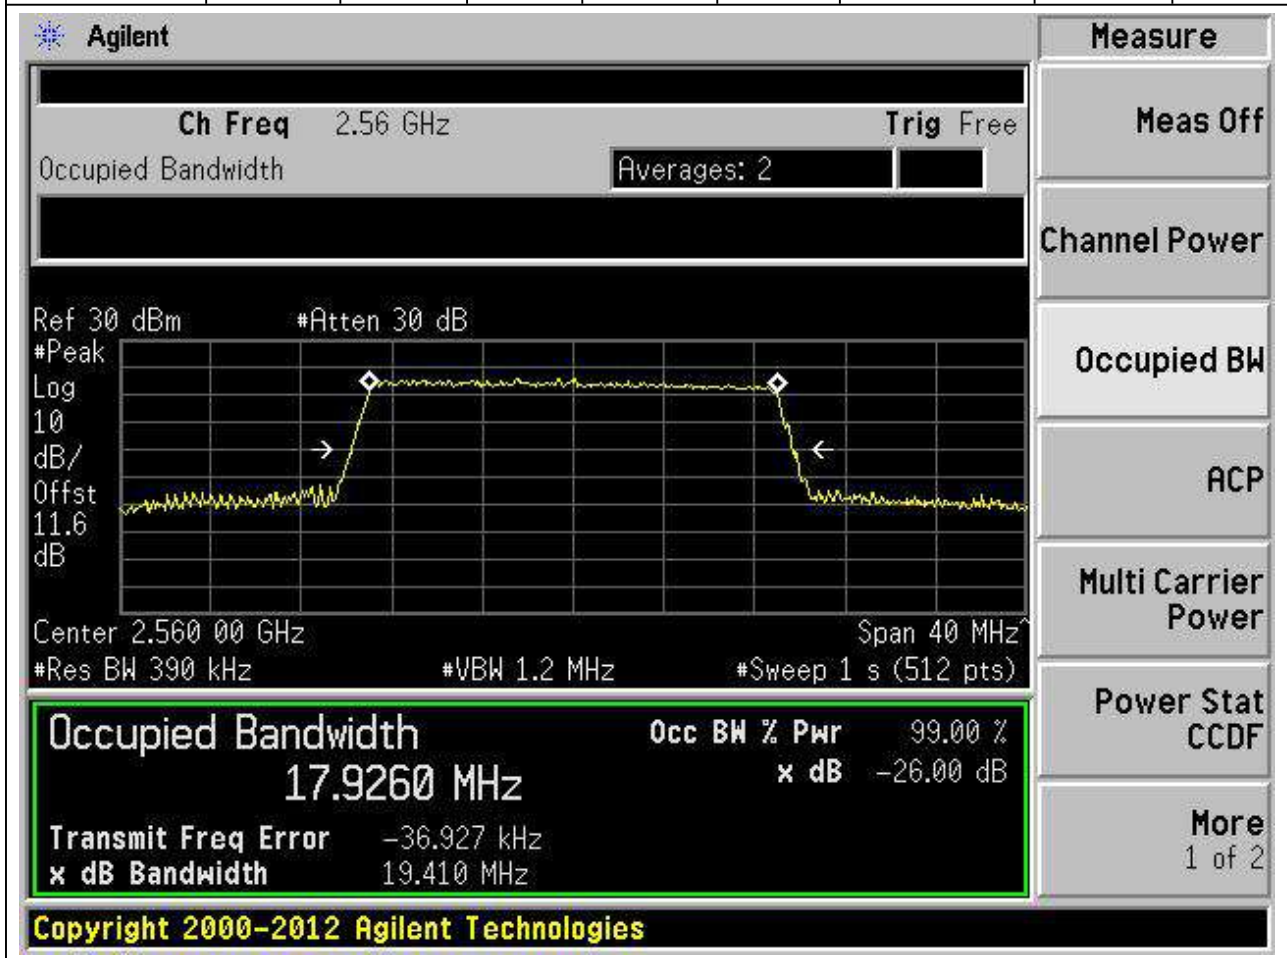 Agilent
Measure
Ch Freq 2.56 GHz Trig Free
Meas Off
Occupied Bandwidth Averages: 2
Channel Power
Ref 30 dBm #Atten 30 dB
#Peak
Log
10
dB/
Offst
11.6
dB
Occupied BW
ACP
Multi Carrier
Power
Center 2.560 00 GHz Span 40 MHz^
#Res BW 390 kHz #VBW 1.2 MHz #Sweep 1 s (512 pts)
Occupied Bandwidth Occ BW % Pwr 99.00 %
17.9260 MHz x dB -26.00 dB
Power Stat
CCDF
Transmit Freq Error -36.927 kHz
x dB Bandwidth 19.410 MHz
More
1 of 2
Copyright 2000-2012 Agilent Technologies